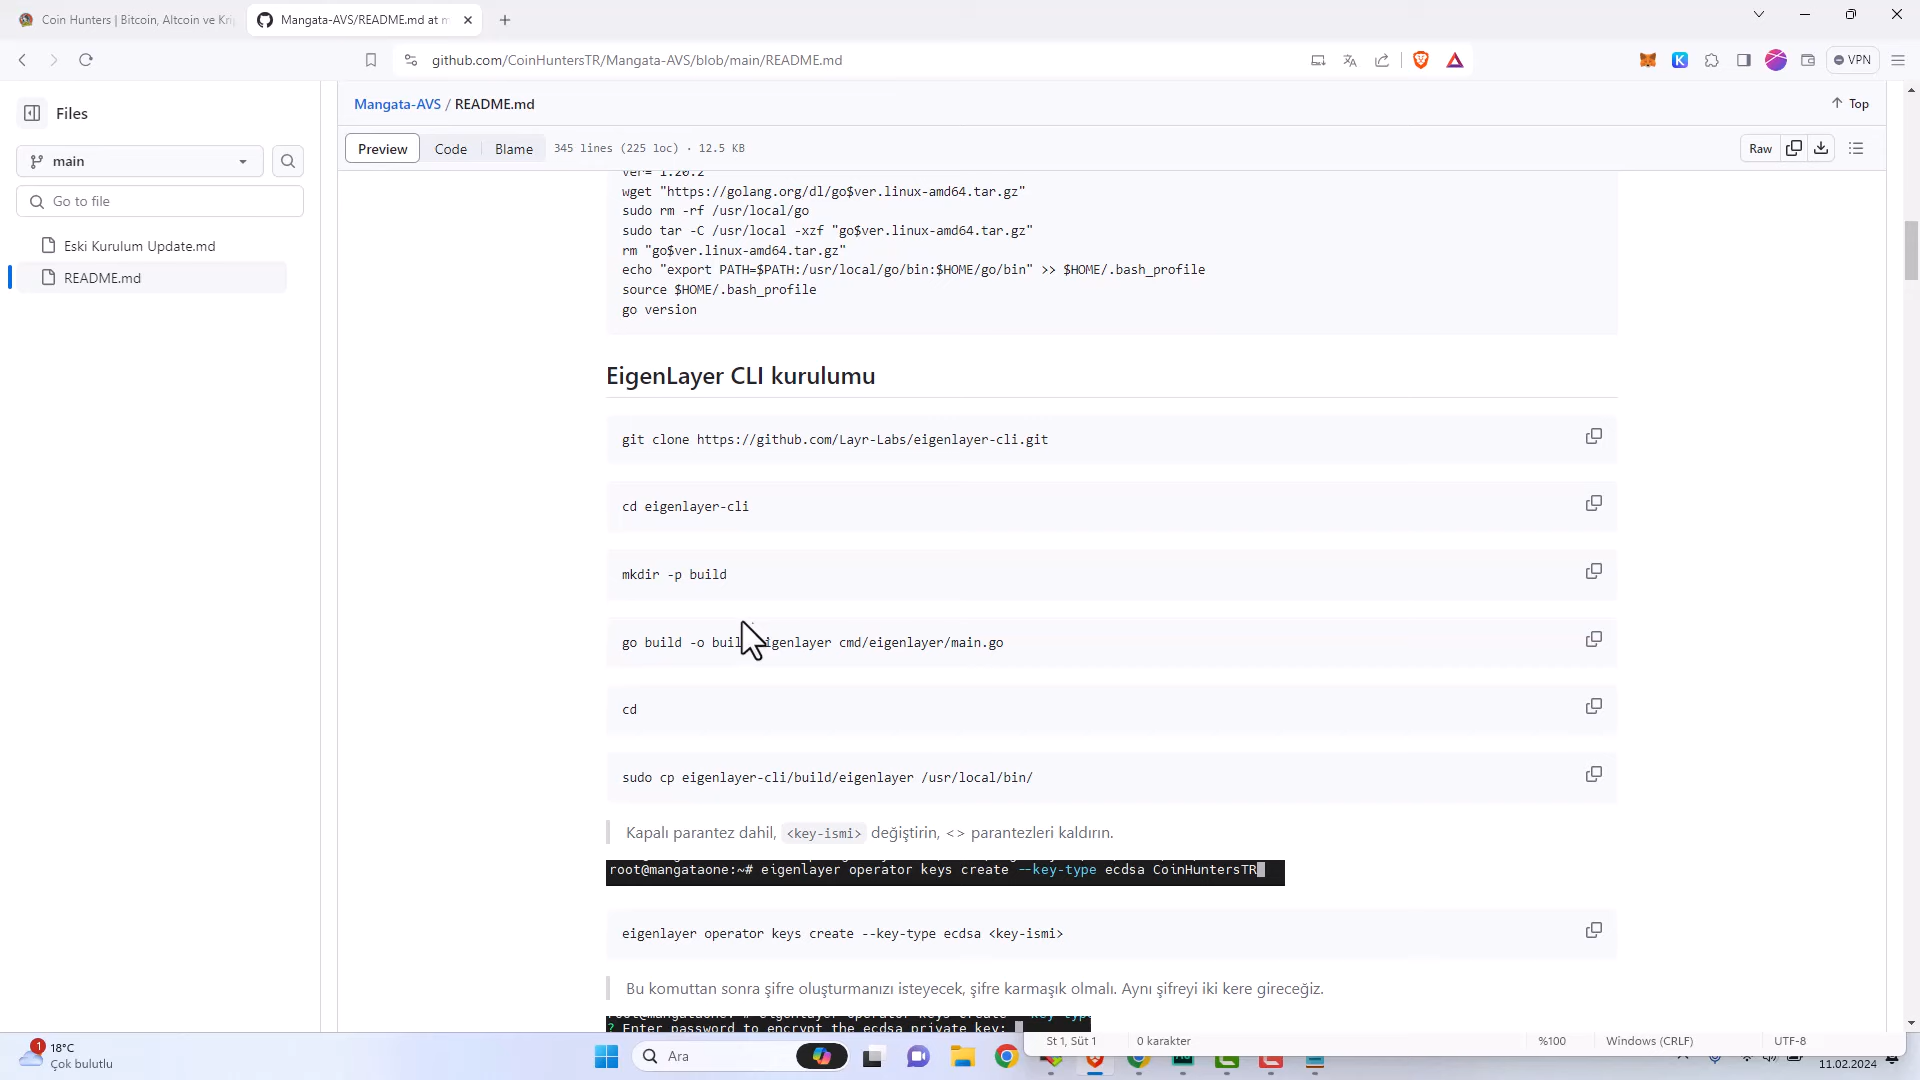 Coin Hunters | Bitcoin, Altcoin ve Kri
Mangata-AVS/README.md at m
github.com/CoinHuntersTR/Mangata-AVS/blob/main/README.md
VPN
Files
main
Go to file
Eski Kurulum Update.md
README.md
Mangata-AVS / README.md
Top
Preview
Code
Blame
345 lines (225 loc) · 12.5 KB
Raw
ver="1.20.2"
wget "https://golang.org/dl/go$ver.linux-amd64.tar.gz"
sudo rm -rf /usr/local/go
sudo tar -C /usr/local -xzf "go$ver.linux-amd64.tar.gz"
rm "go$ver.linux-amd64.tar.gz"
echo "export PATH=$PATH:/usr/local/go/bin:$HOME/go/bin" >> $HOME/.bash_profile
source $HOME/.bash_profile
go version
EigenLayer CLI kurulumu
git clone https://github.com/Layr-Labs/eigenlayer-cli.git
cd eigenlayer-cli
mkdir -p build
go build -o build/eigenlayer cmd/eigenlayer/main.go
cd
sudo cp eigenlayer-cli/build/eigenlayer /usr/local/bin/
Kapalı parantez dahil, <key-ismi> değiştirin, <> parantezleri kaldırın.
root@mangataone:~# eigenlayer operator keys create --key-type ecdsa CoinHuntersTR
eigenlayer operator keys create --key-type ecdsa <key-ismi>
Bu komuttan sonra şifre oluşturmanızı isteyecek, şifre karmaşık olmalı. Aynı şifreyi iki kere gireceğiz.
? Enter password to encrypt the ecdsa private key:
St 1, Süt 1
0 karakter
%100
Windows (CRLF)
UTF-8
1
18°C
Çok bulutlu
Ara
11.02.2024